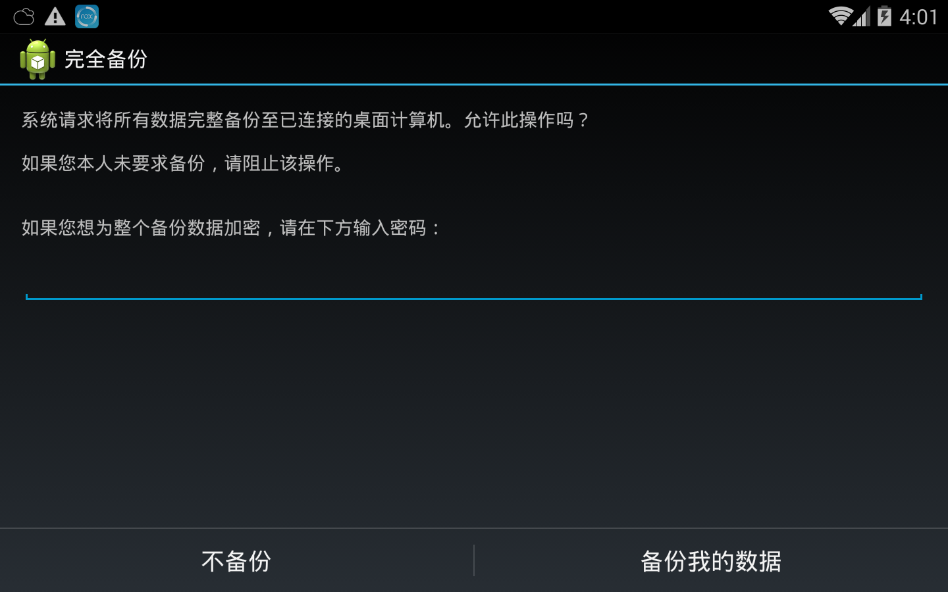 4:01
完全备份
系统请求将所有数据完整备份至已连接的桌面计算机。允许此操作吗？
如果您本人未要求备份，请阻止该操作。
如果您想为整个备份数据加密，请在下方输入密码：
不备份
备份我的数据